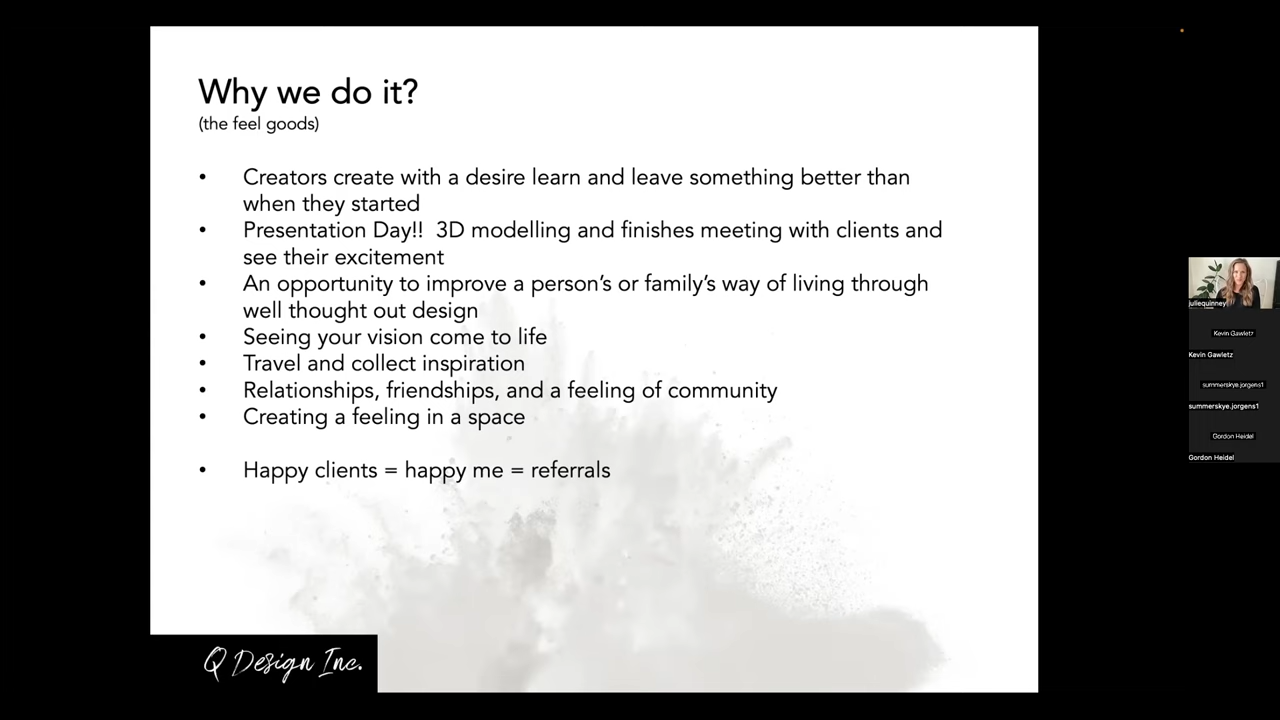 Why we do it?
(the feel goods)
• Creators create with a desire learn and leave something better than
when they started
• Presentation Day!!  3D modelling and finishes meeting with clients and
see their excitement
• An opportunity to improve a person’s or family’s way of living through
well thought out design
• Seeing your vision come to life
• Travel and collect inspiration
• Relationships, friendships, and a feeling of community
• Creating a feeling in a space
• Happy clients = happy me = referrals
Q Design Inc.
juliequinney
Kevin Gawletz
Kevin Gawletz
summerskye.jorgens1
summerskye.jorgens1
Gordon Heidel
Gordon Heidel